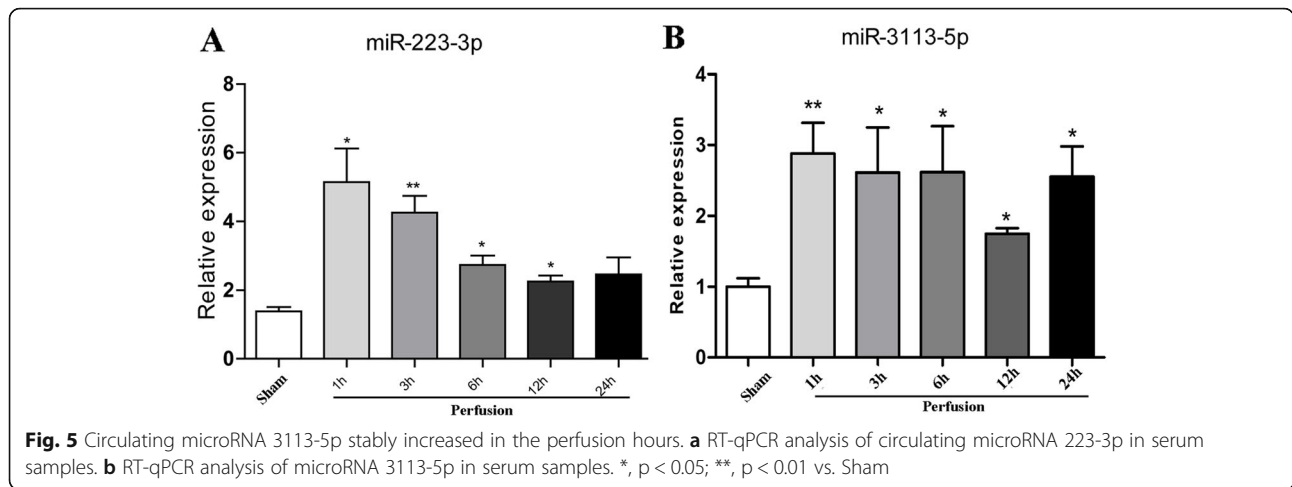 A
miR-223-3p
Relative expression
8
6
4
2
0
*
**
*
*
Sham
1h
3h
6h
12h
24h
Perfusion
B
miR-3113-5p
Relative expression
4
3
2
1
0
**
*
*
*
*
Sham
1h
3h
6h
12h
24h
Perfusion
Fig. 5 Circulating microRNA 3113-5p stably increased in the perfusion hours. a RT-qPCR analysis of circulating microRNA 223-3p in serum
samples. b RT-qPCR analysis of microRNA 3113-5p in serum samples. *, p < 0.05; **, p < 0.01 vs. Sham